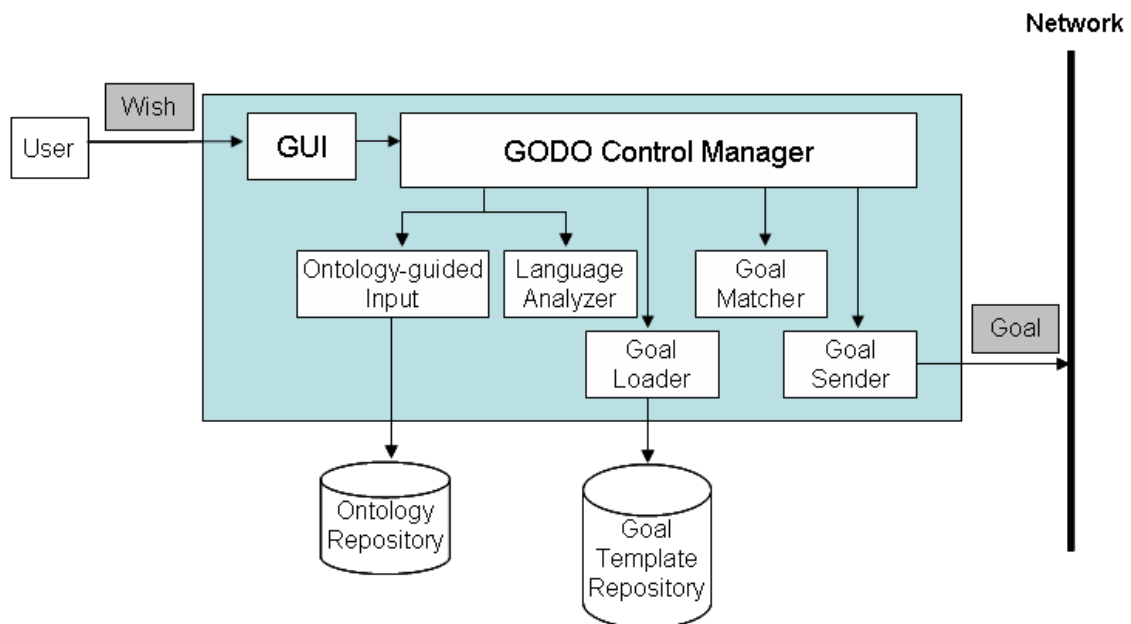 Network
Wish
User
GUI
GODO Control Manager
Ontology-guided
Input
Language
Analyzer
Goal
Matcher
Goal
Loader
Goal
Sender
Goal
Ontology
Repository
Goal
Template
Repository